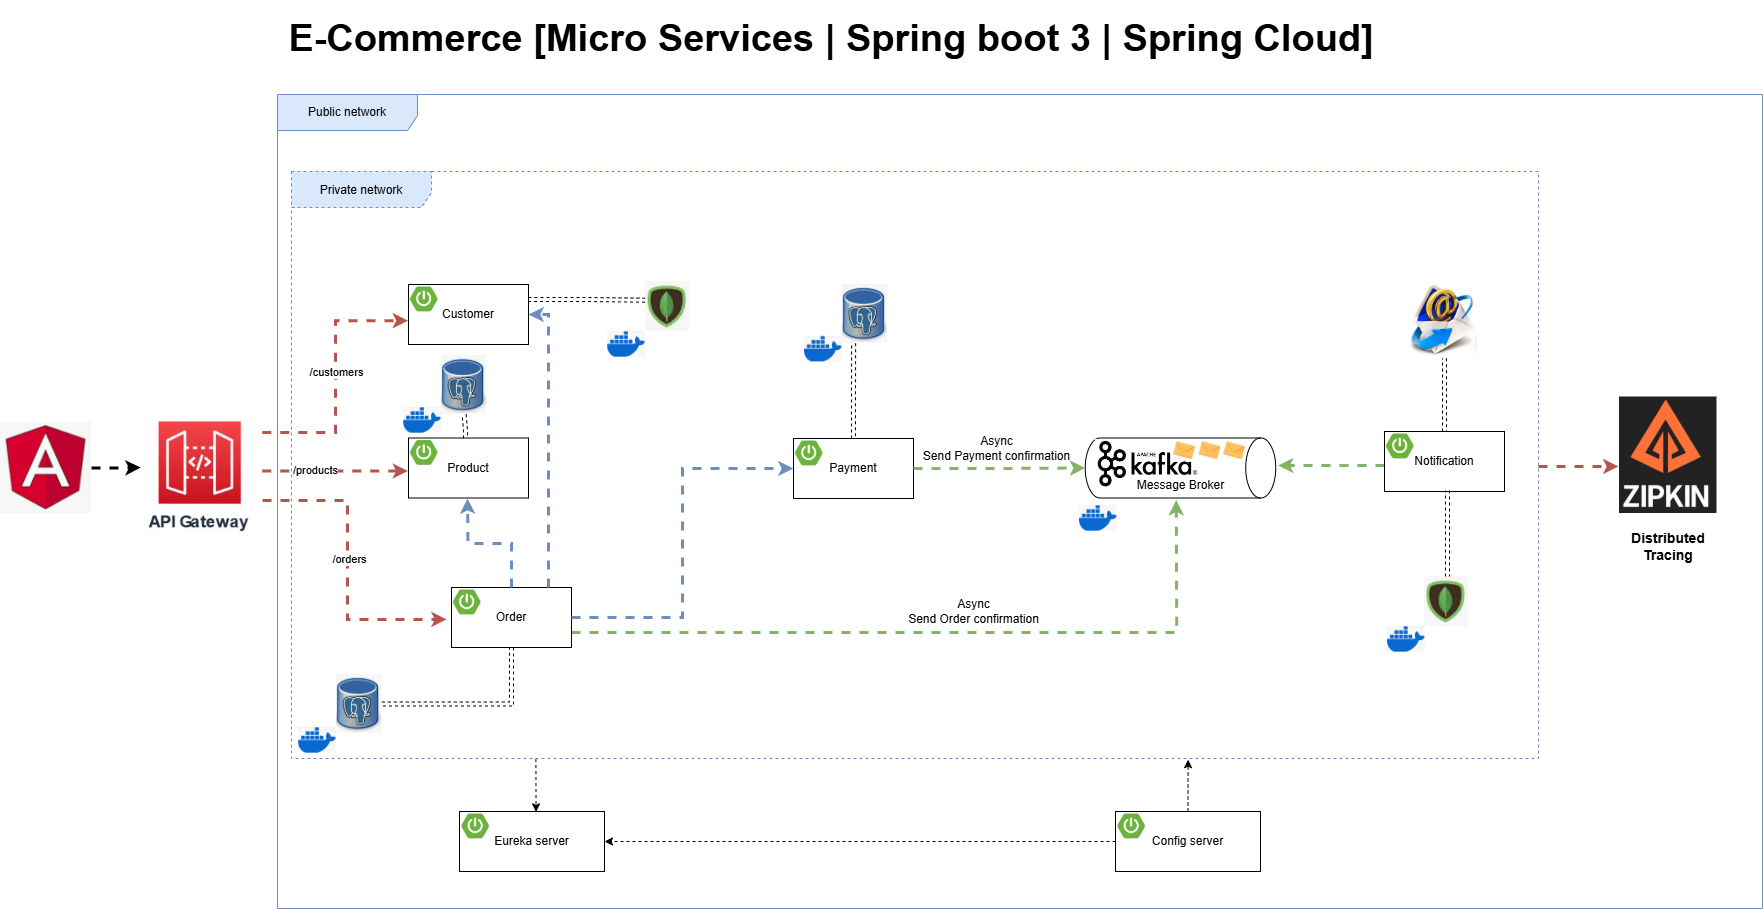 E-Commerce [Micro Services | Spring boot 3 | Spring Cloud]
Public network
Private network
Customer
/customers
Product
/products
API Gateway
/orders
Order
Payment
Async
Send Payment confirmation
APACHE
kafka®
Message Broker
Notification
ZIPKIN
Distributed
Tracing
Async
Send Order confirmation
Eureka server
Config server